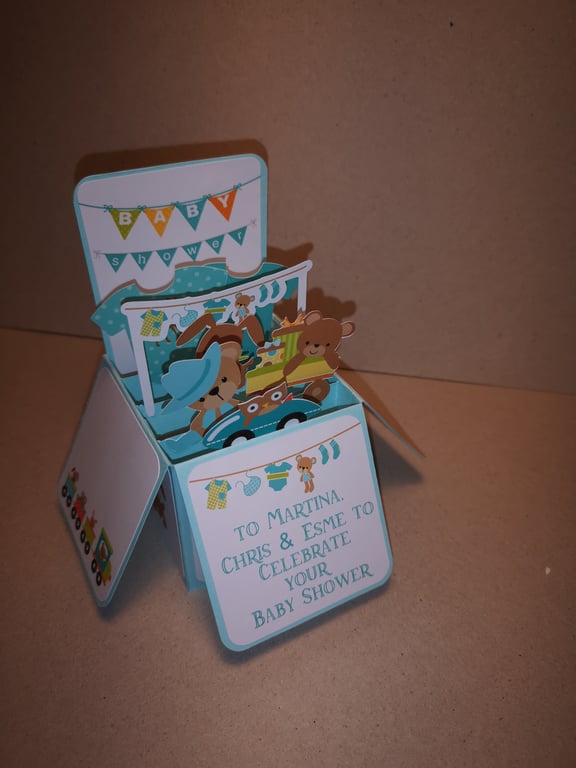 BABY
shower
TO MARTINA,
CHRIS & ESME TO
CELEBRATE
YOUR
BABY SHOWER